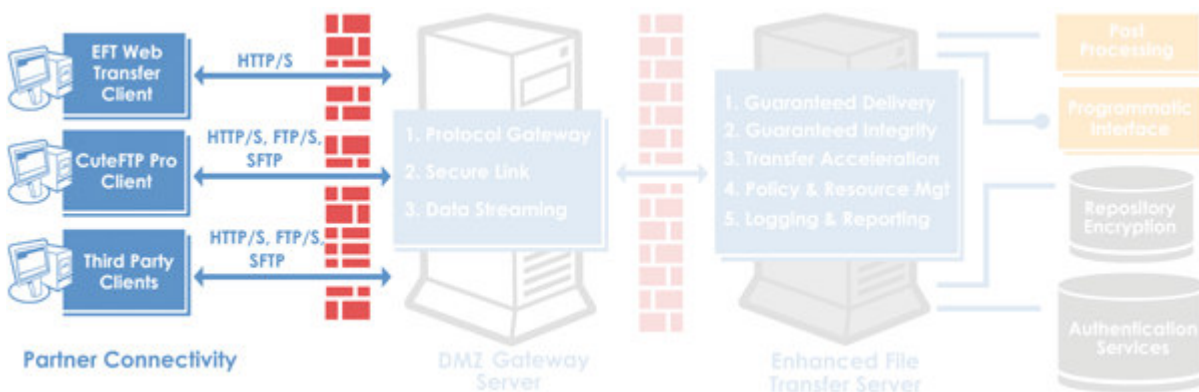 EFT Web
Transfer
Client
HTTP/S
CuteFTP Pro
Client
HTTP/S, FTP/S,
SFTP
Third Party
Clients
HTTP/S, FTP/S,
SFTP
Partner Connectivity
1. Protocol Gateway
2. Secure Link
3. Data Streaming
DMZ Gateway
Server
1. Guaranteed Delivery
2. Guaranteed Integrity
3. Transfer Acceleration
4. Policy & Resource Mgt
5. Logging & Reporting
Enhanced File
Transfer Server
Post
Processing
Programmatic
Interface
Repository
Encryption
Authentication
Services